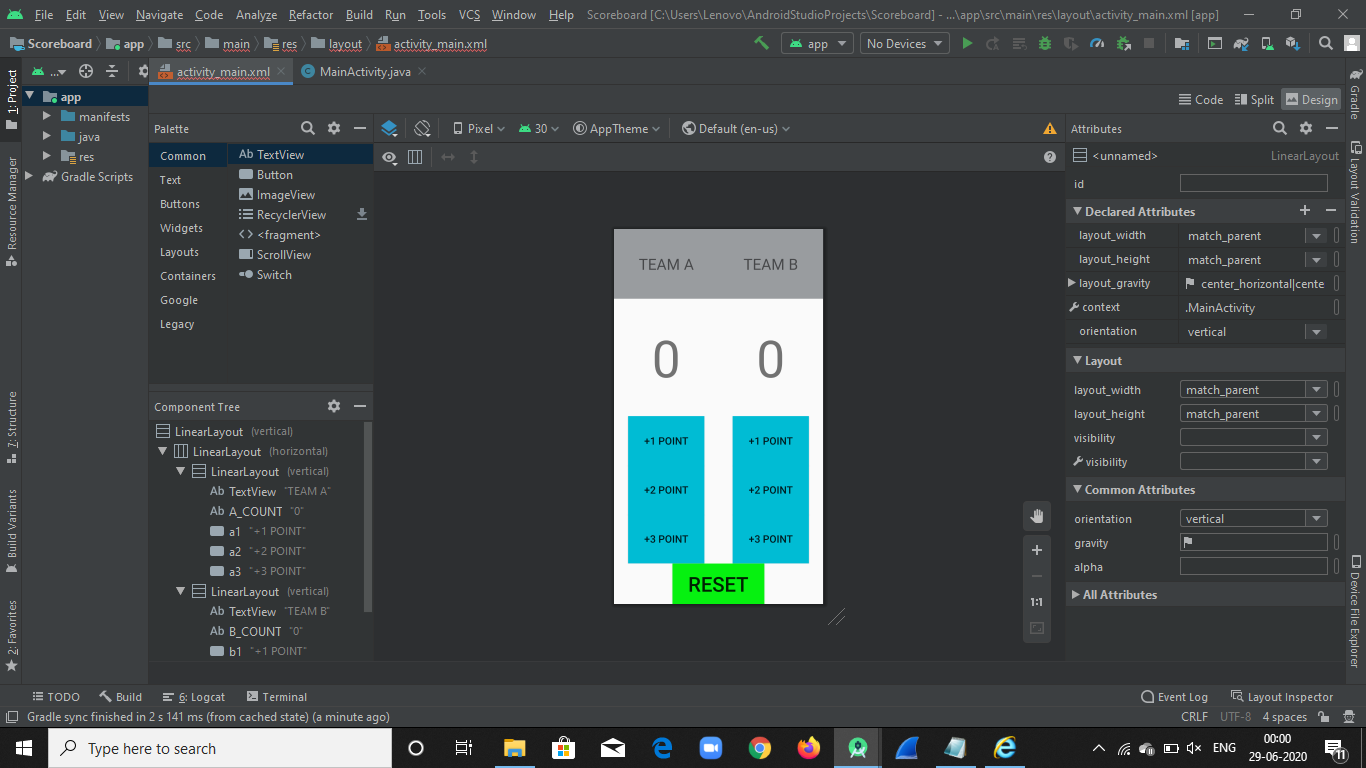 File Edit View Navigate Code Analyze Refactor Build Run Tools VCS Window Help Scoreboard [C:\Users\Lenovo\AndroidStudioProjects\Scoreboard] - ...\app\src\main\res\layout\activity_main.xml [app]
Scoreboard app src main res layout activity_main.xml app No Devices
... activity_main.xml MainActivity.java
1: Project
Resource Manager
7: Structure
Build Variants
2: Favorites
app
manifests
java
res
Gradle Scripts
Code Split Design
Palette
Common
Text
Buttons
Widgets
Layouts
Containers
Google
Legacy
Ab TextView
Button
ImageView
RecyclerView
<fragment>
ScrollView
Switch
Component Tree
LinearLayout (vertical)
LinearLayout (horizontal)
LinearLayout (vertical)
Ab TextView "TEAM A"
Ab A_COUNT "0"
a1 "+1 POINT"
a2 "+2 POINT"
a3 "+3 POINT"
LinearLayout (vertical)
Ab TextView "TEAM B"
Ab B_COUNT "0"
b1 "+1 POINT"
Pixel 30 AppTheme Default (en-us)
TEAM A TEAM B
0 0
+1 POINT +1 POINT
+2 POINT +2 POINT
+3 POINT +3 POINT
RESET
1:1
Attributes
<unnamed> LinearLayout
id
Declared Attributes
layout_width match_parent
layout_height match_parent
layout_gravity center_horizontal|cente
context .MainActivity
orientation vertical
Layout
layout_width match_parent
layout_height match_parent
visibility
visibility
Common Attributes
orientation vertical
gravity
alpha
All Attributes
Gradle
Layout Validation
Device File Explorer
TODO Build 6: Logcat Terminal Event Log Layout Inspector
Gradle sync finished in 2 s 141 ms (from cached state) (a minute ago) CRLF UTF-8 4 spaces
Type here to search
ENG
00:00
29-06-2020
11